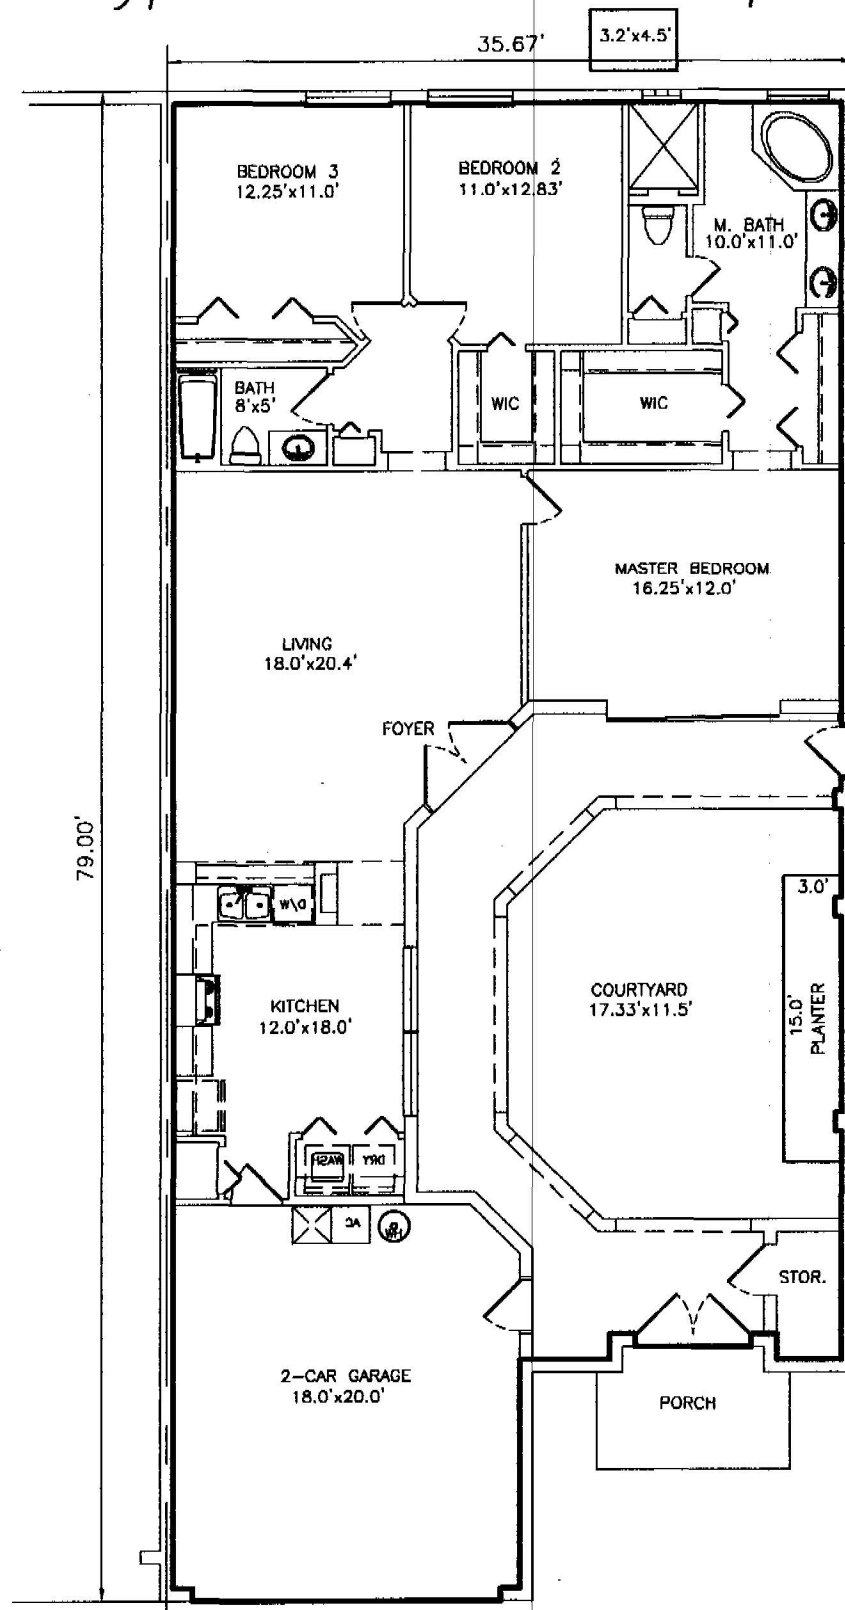 35.67'
3.2'x4.5'
BEDROOM 3
12.25'x11.0'
BEDROOM 2
11.0'x12.83'
M. BATH
10.0'x11.0'
BATH
8'x5'
WIC
WIC
MASTER BEDROOM
16.25'x12.0'
LIVING
18.0'x20.4'
FOYER
79.00'
W/D
3.0'
KITCHEN
12.0'x18.0'
COURTYARD
17.33'x11.5'
15.0'
PLANTER
WASH
DRY
AC
WH
STOR.
2-CAR GARAGE
18.0'x20.0'
PORCH